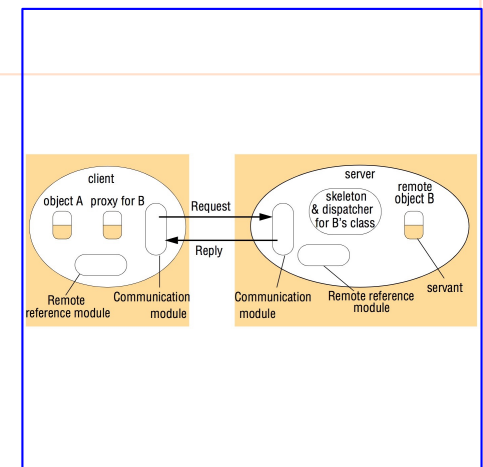 client
object A
proxy for B
Remote
reference module
Communication
module
Request
Reply
server
skeleton
& dispatcher
for B's class
remote
object B
Communication
module
Remote reference
module
servant